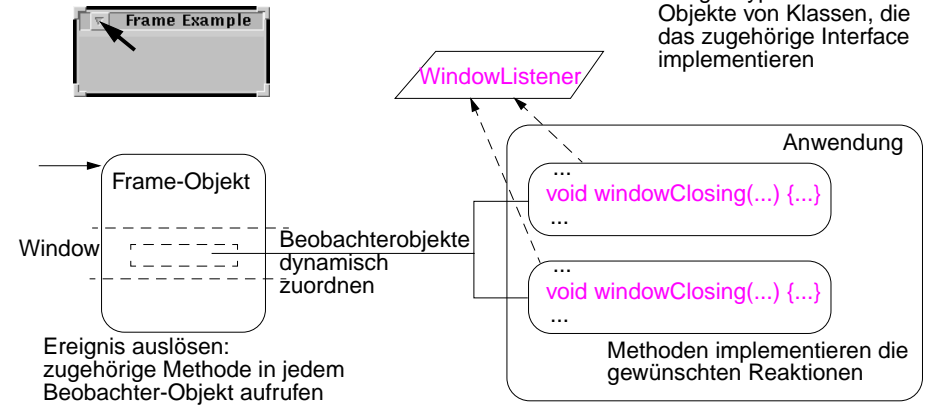 Frame Example
Objekte von Klassen, die
das zugehörige Interface
implementieren
WindowListener
Anwendung
Frame-Objekt
...
void windowClosing(...) {...}
...
Window
Beobachterobjekte
dynamisch
zuordnen
...
void windowClosing(...) {...}
...
Ereignis auslösen:
zugehörige Methode in jedem
Beobachter-Objekt aufrufen
Methoden implementieren die
gewünschten Reaktionen